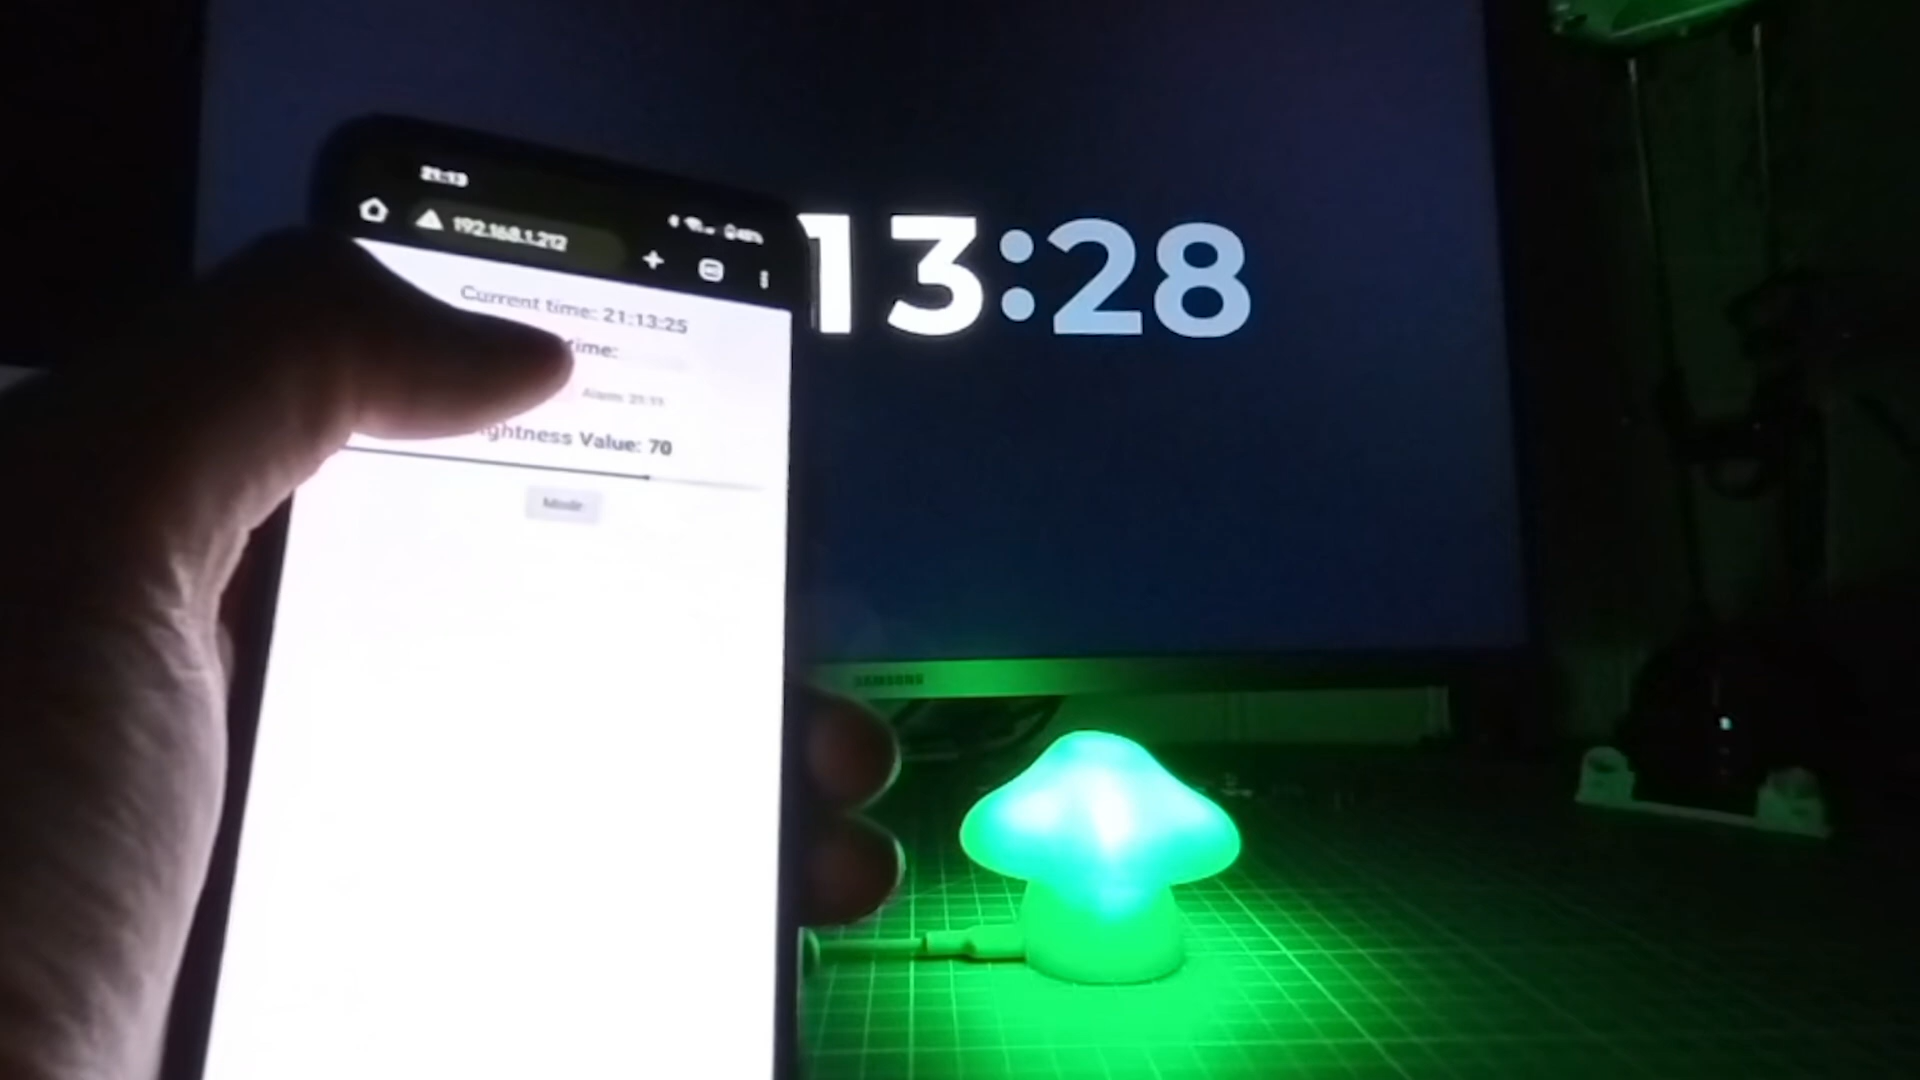 21:13
192.168.1.212
Current time: 21:13:25
time:
Alarm: 21:11
ightness Value: 70
Mode
13:28
SAMSUNG